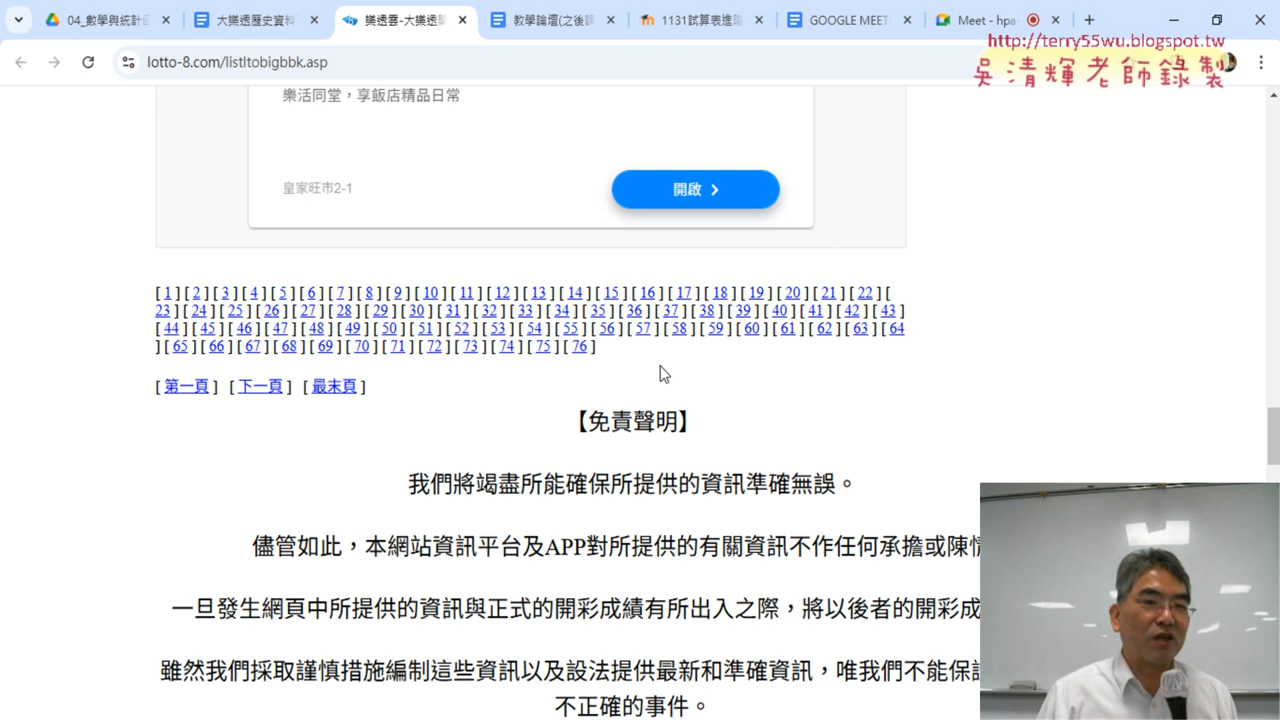 04_數學與統計函
大樂透歷史資料
樂透雲-大樂透開
教學論壇(之後課
1131試算表進階
GOOGLE MEET
Meet - hpa
http://terry55wu.blogspot.tw
吳清輝老師錄製
lotto-8.com/listltobigbbk.asp
樂活同堂，享飯店精品日常
皇家旺市2-1
開啟
[ 1 ] [ 2 ] [ 3 ] [ 4 ] [ 5 ] [ 6 ] [ 7 ] [ 8 ] [ 9 ] [ 10 ] [ 11 ] [ 12 ] [ 13 ] [ 14 ] [ 15 ] [ 16 ] [ 17 ] [ 18 ] [ 19 ] [ 20 ] [ 21 ] [ 22 ] [
23 ] [ 24 ] [ 25 ] [ 26 ] [ 27 ] [ 28 ] [ 29 ] [ 30 ] [ 31 ] [ 32 ] [ 33 ] [ 34 ] [ 35 ] [ 36 ] [ 37 ] [ 38 ] [ 39 ] [ 40 ] [ 41 ] [ 42 ] [ 43 ]
[ 44 ] [ 45 ] [ 46 ] [ 47 ] [ 48 ] [ 49 ] [ 50 ] [ 51 ] [ 52 ] [ 53 ] [ 54 ] [ 55 ] [ 56 ] [ 57 ] [ 58 ] [ 59 ] [ 60 ] [ 61 ] [ 62 ] [ 63 ] [ 64
] [ 65 ] [ 66 ] [ 67 ] [ 68 ] [ 69 ] [ 70 ] [ 71 ] [ 72 ] [ 73 ] [ 74 ] [ 75 ] [ 76 ]
[ 第一頁 ] [ 下一頁 ] [ 最末頁 ]
【免責聲明】
我們將竭盡所能確保所提供的資訊準確無誤。
儘管如此，本網站資訊平台及APP對所提供的有關資訊不作任何承擔或陳情
一旦發生網頁中所提供的資訊與正式的開彩成績有所出入之際，將以後者的開彩成
雖然我們採取謹慎措施編制這些資訊以及設法提供最新和準確資訊，唯我們不能保證
不正確的事件。